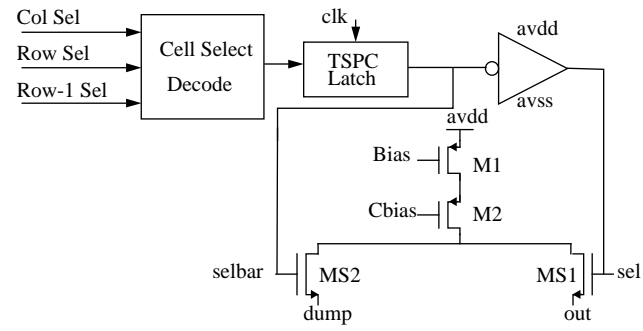 Col Sel
Row Sel
Row-1 Sel
Cell Select
Decode
clk
TSPC
Latch
avdd
avss
avdd
Bias
M1
Cbias
M2
selbar
MS2
MS1
sel
dump
out